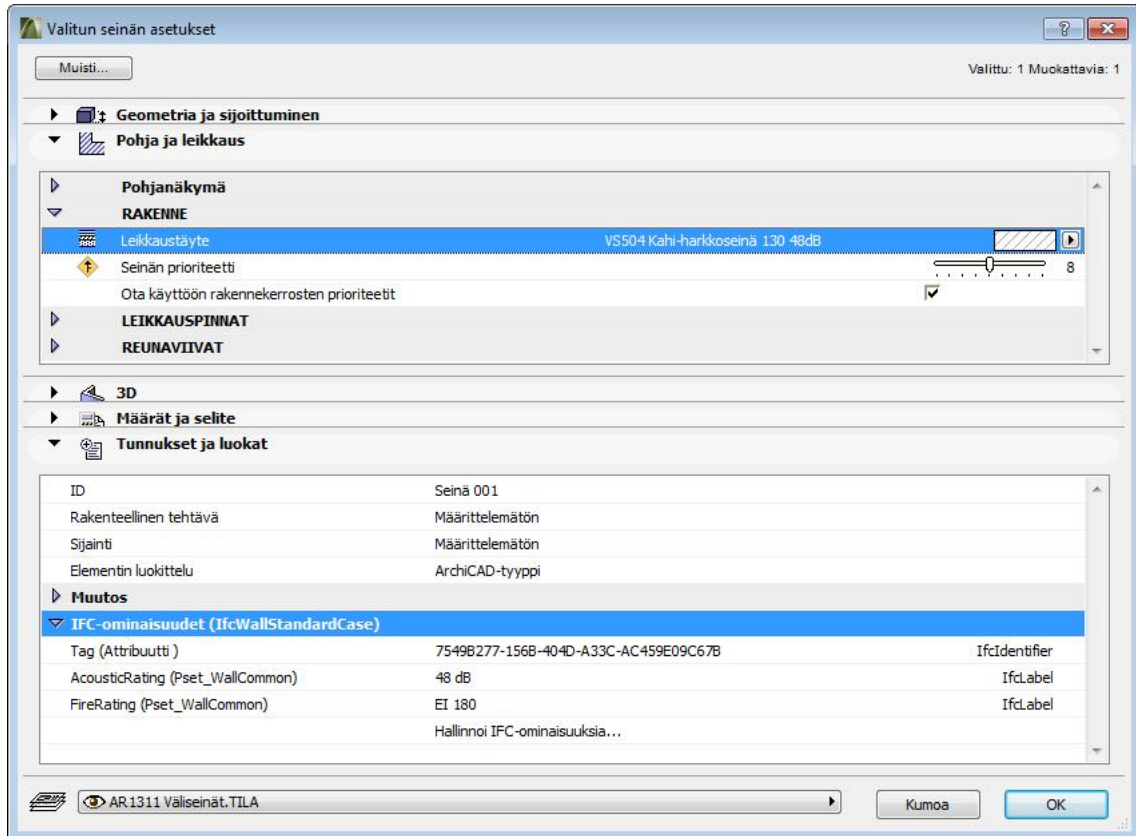 Valitun seinän asetukset
Muisti...
Valittu: 1 Muokattavia: 1
Geometria ja sijoittuminen
Pohja ja leikkaus
Pohjanäkymä
RAKENNE
Leikkaustäyte VS504 Kahi-harkkoseinä 130 48dB
Seinän prioriteetti 8
Ota käyttöön rakennekerrosten prioriteetit
LEIKKAUSPINNAT
REUNAVIIVAT
3D
Määrät ja selite
Tunnukset ja luokat
ID Seinä 001
Rakenteellinen tehtävä Määrittelemätön
Sijainti Määrittelemätön
Elementin luokittelu ArchiCAD-tyyppi
Muutos
IFC-ominaisuudet (IfcWallStandardCase)
Tag (Attribuutti ) 7549B277-156B-404D-A33C-AC459E09C67B IfcIdentifier
AcousticRating (Pset_WallCommon) 48 dB IfcLabel
FireRating (Pset_WallCommon) EI 180 IfcLabel
Hallinnoi IFC-ominaisuuksia...
AR1311 Väliseinät.TILA Kumoa OK